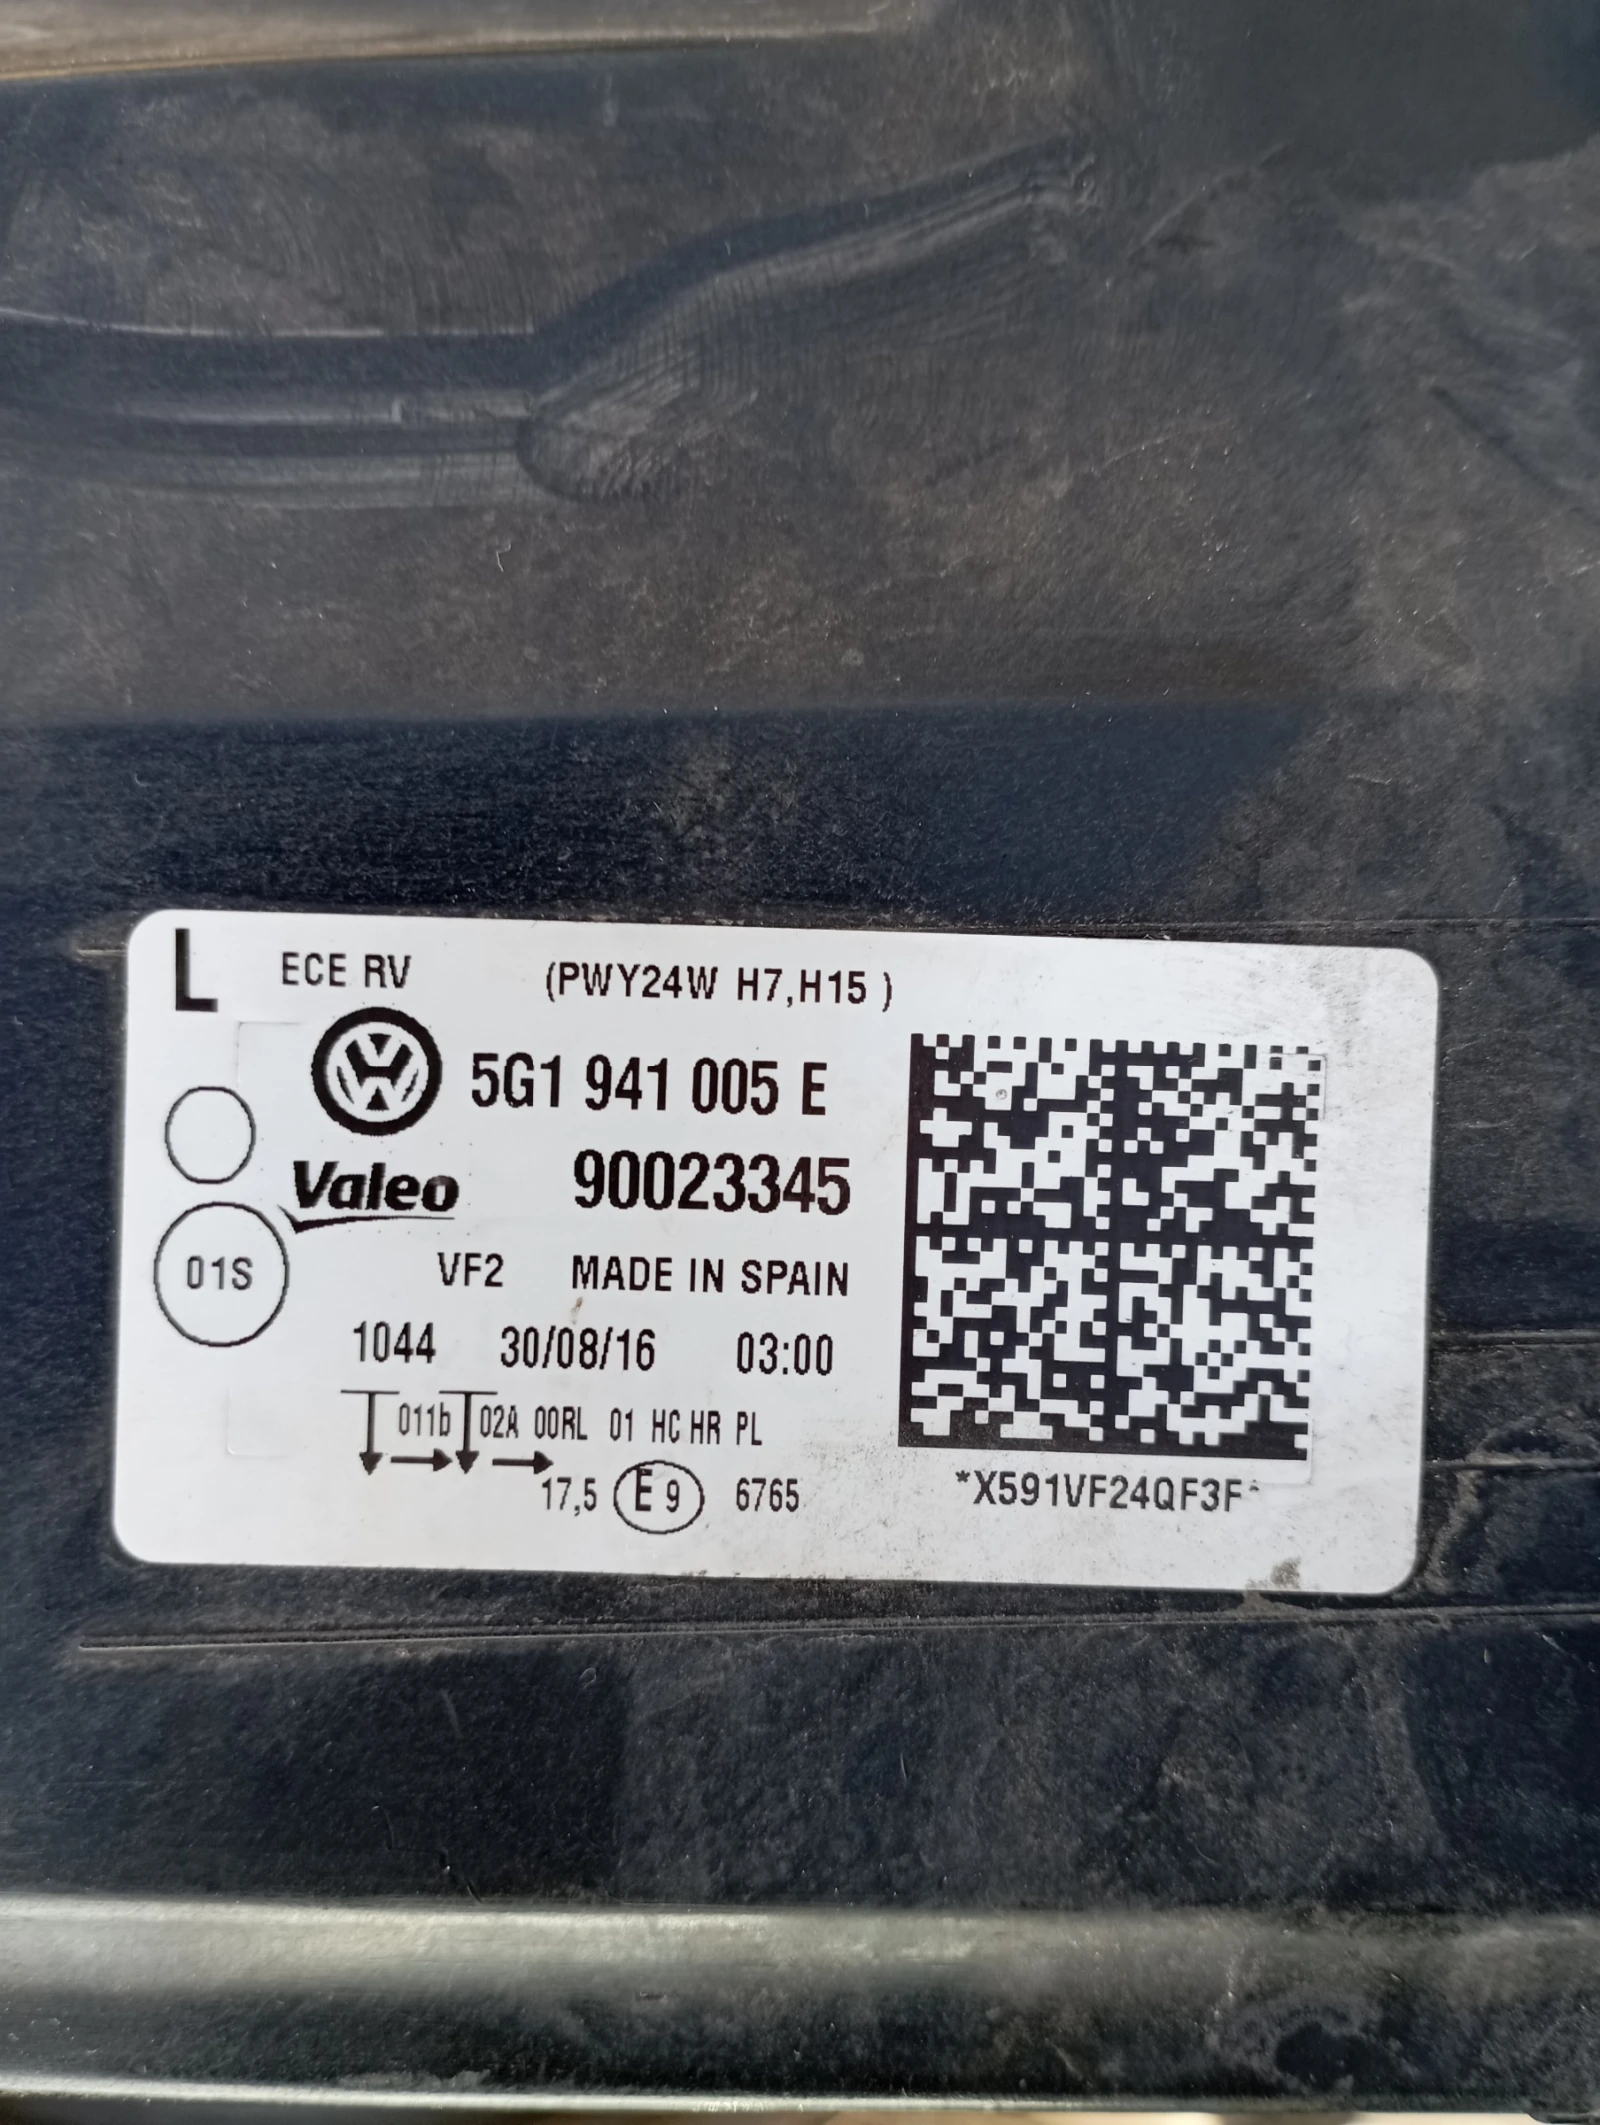 L ECE RV (PWY24W H7,H15 )
5G1 941 005 E
Valeo 90023345
01S VF2 MADE IN SPAIN
1044 30/08/16 03:00
011b 02A 00RL 01 HC HR PL
17,5 E 9 6765
*X591VF24QF3F*